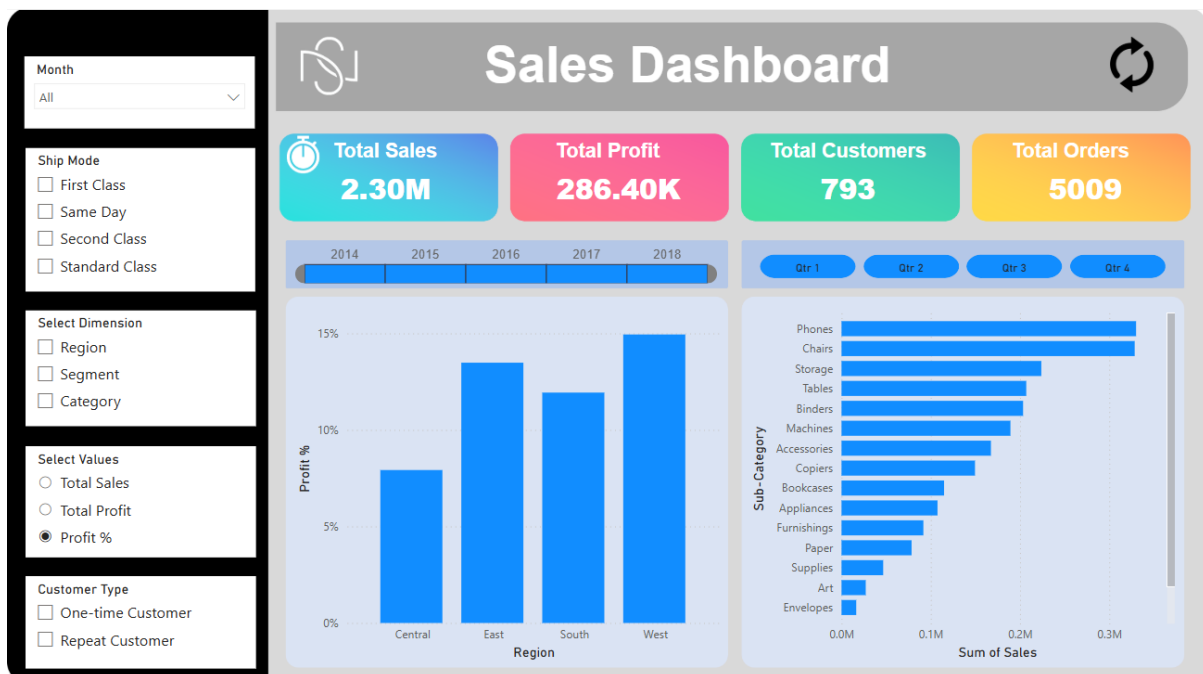 Sales Dashboard
Month
All
Ship Mode
First Class
Same Day
Second Class
Standard Class
Select Dimension
Region
Segment
Category
Select Values
Total Sales
Total Profit
Profit %
Customer Type
One-time Customer
Repeat Customer
Total Sales
2.30M
Total Profit
286.40K
Total Customers
793
Total Orders
5009
2014 2015 2016 2017 2018
Qtr 1 Qtr 2 Qtr 3 Qtr 4
Profit %
15%
10%
5%
0%
Central East South West
Region
Sub-Category
Phones
Chairs
Storage
Tables
Binders
Machines
Accessories
Copiers
Bookcases
Appliances
Furnishings
Paper
Supplies
Art
Envelopes
0.0M 0.1M 0.2M 0.3M
Sum of Sales